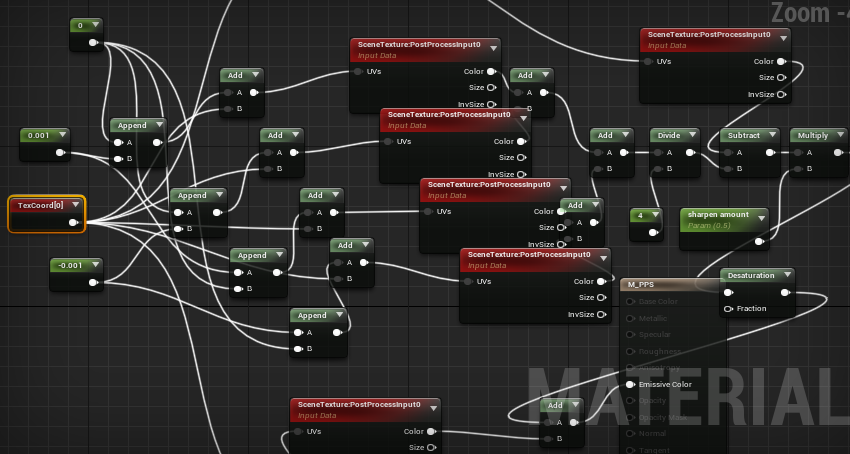 Zoom -
0
SceneTexture:PostProcessInput0
Input Data
UVs
Color
Size
InvSize
SceneTexture:PostProcessInput0
Input Data
UVs
Color
Size
InvSize
Add
A
B
Add
A
B
SceneTexture:PostProcessInput0
Input Data
UVs
Color
Size
InvSize
0.001
Append
A
B
Add
A
B
Add
A
B
Divide
A
B
Subtract
A
B
Multiply
A
B
TexCoord[0]
Append
A
B
Add
A
B
SceneTexture:PostProcessInput0
Input Data
UVs
Color
Size
InvSize
Add
A
B
4
sharpen amount
Param (0.5)
-0.001
Append
A
B
Add
A
B
SceneTexture:PostProcessInput0
Input Data
UVs
Color
Size
InvSize
M_PPS
Base Color
Metallic
Specular
Roughness
Emissive Color
Opacity
Opacity Mask
Normal
Tangent
Desaturation
Fraction
Append
A
B
MATERIAL
SceneTexture:PostProcessInput0
Input Data
UVs
Color
Size
Add
A
B